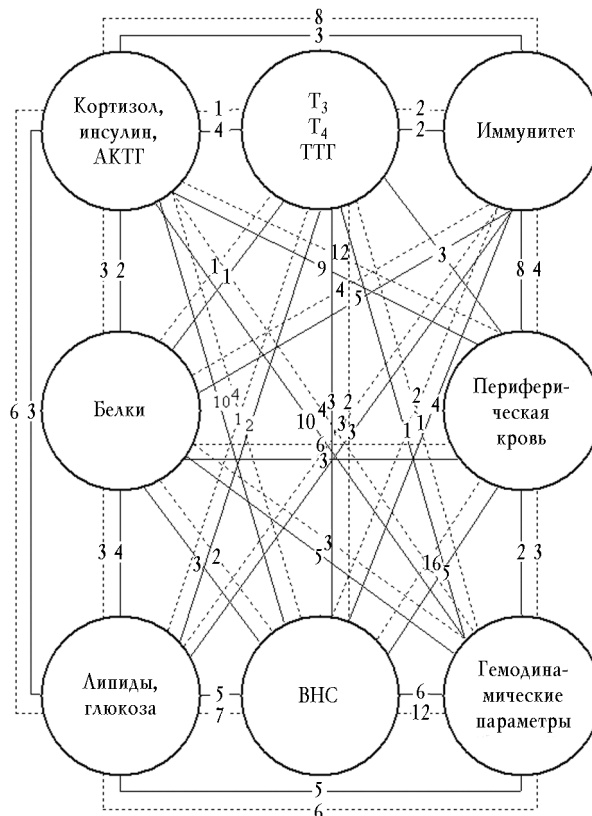 8
3
Кортизол,
инсулин,
АКТГ
1
4
Т3
Т4
ТТГ
2
2
Иммунитет
3 2
1
1
9
12
4
5
3
8 4
6 3
Белки
10 4
1 2
10
4 3 2
3 3
6
3
2
1 1
4
Перифери-
ческая
кровь
3 4
3 2
5
3
16
5
2 3
Липиды,
глюкоза
5
7
ВНС
6
12
Гемодина-
мические
параметры
5
6